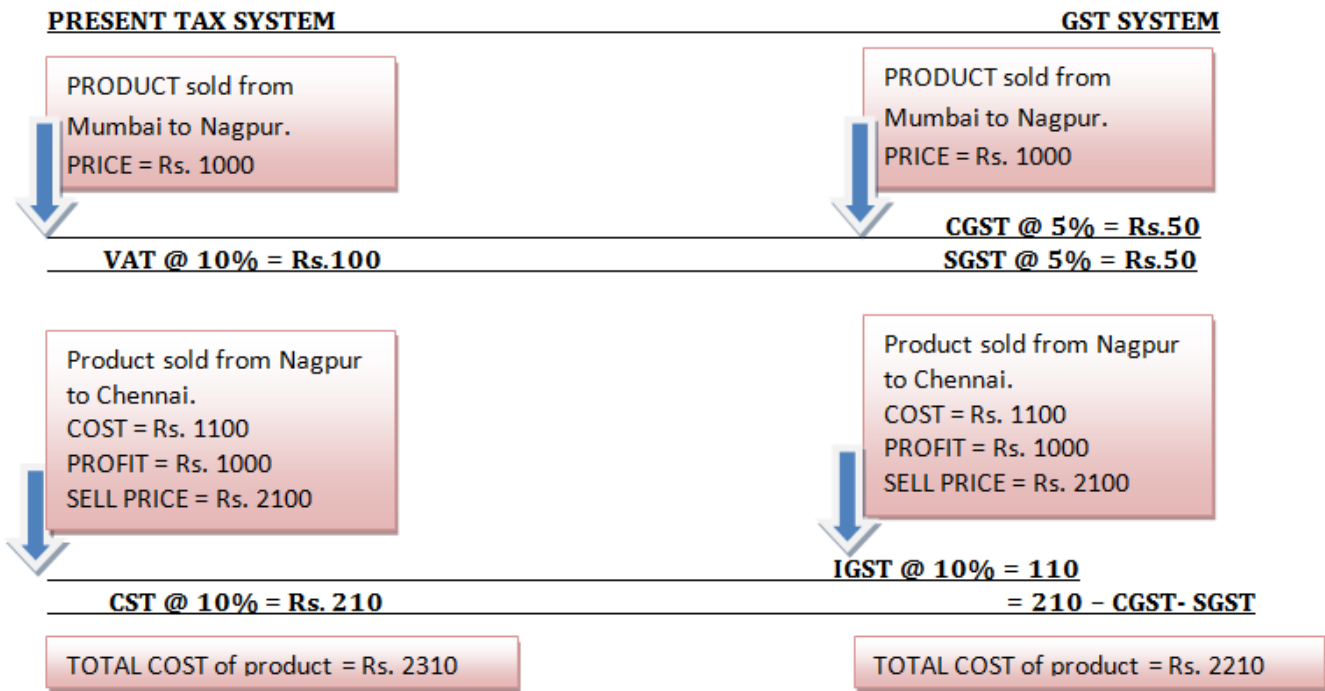 PRESENT TAX SYSTEM
GST SYSTEM
PRODUCT sold from
Mumbai to Nagpur.
PRICE = Rs. 1000
PRODUCT sold from
Mumbai to Nagpur.
PRICE = Rs. 1000
VAT @ 10% = Rs.100
CGST @ 5% = Rs.50
SGST @ 5% = Rs.50
Product sold from Nagpur
to Chennai.
COST = Rs. 1100
PROFIT = Rs. 1000
SELL PRICE = Rs. 2100
Product sold from Nagpur
to Chennai.
COST = Rs. 1100
PROFIT = Rs. 1000
SELL PRICE = Rs. 2100
CST @ 10% = Rs. 210
IGST @ 10% = 110
= 210 – CGST- SGST
TOTAL COST of product = Rs. 2310
TOTAL COST of product = Rs. 2210